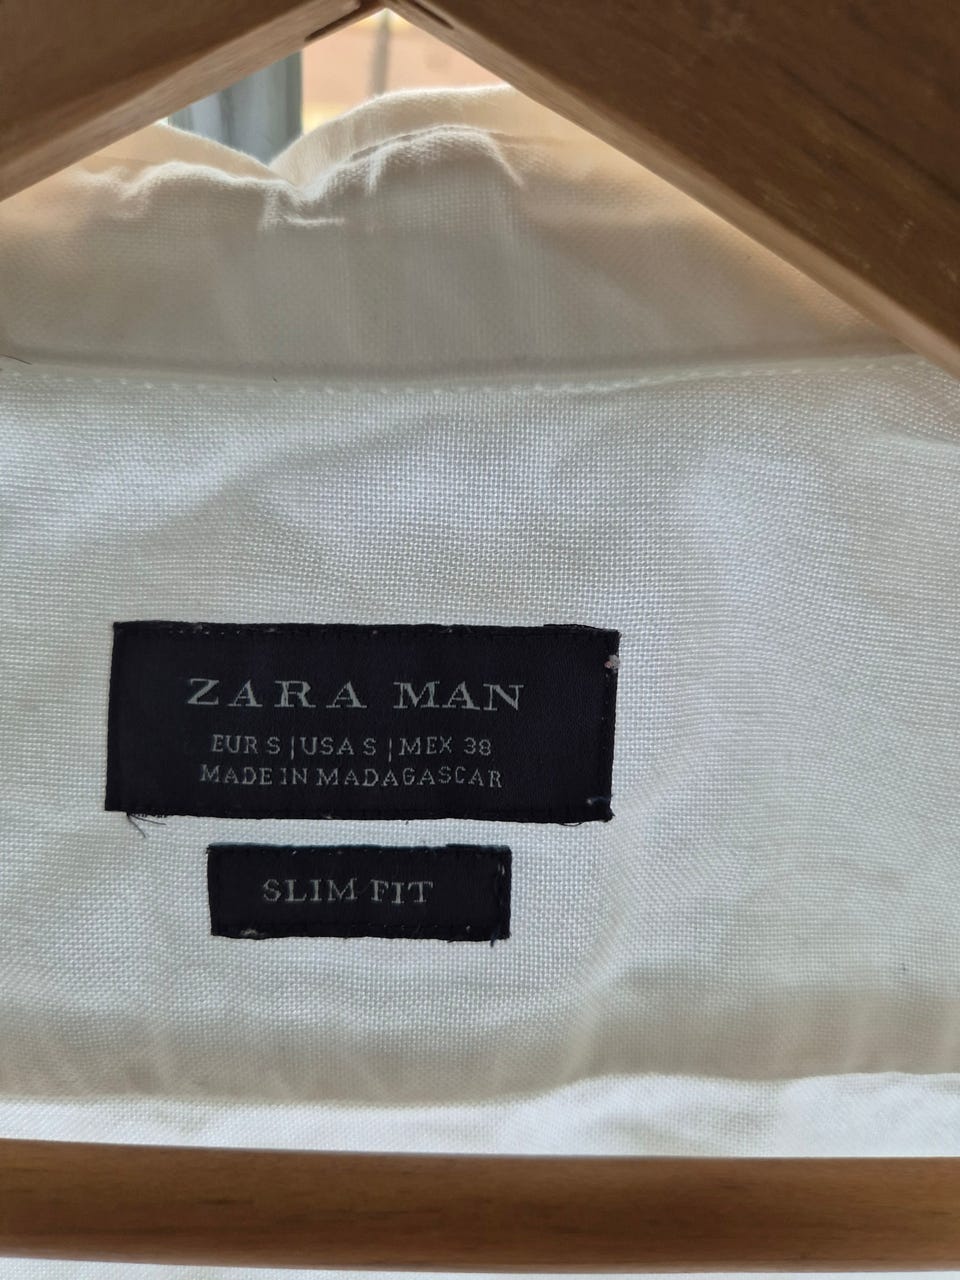 ZARA MAN
EUR S | USA S | MEX 38
MADE IN MADAGASCAR
SLIM FIT